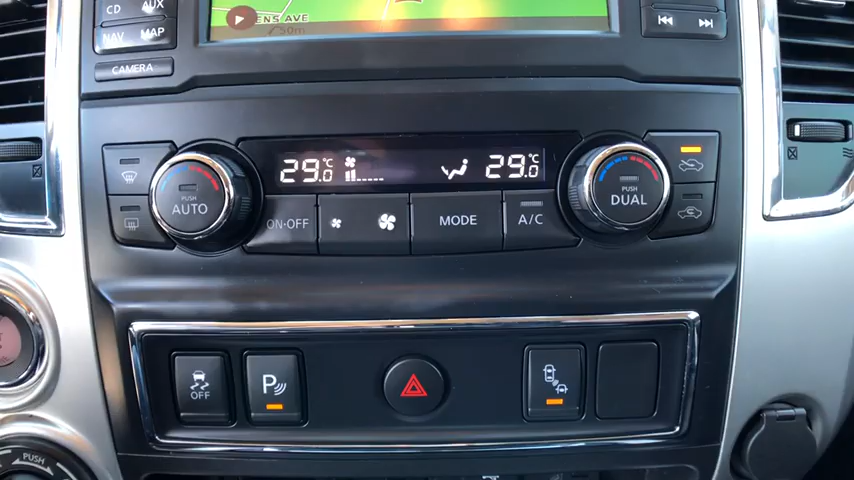 CD AUX
NAV MAP
CAMERA
ENS AVE
50m
29.0°C
29.0°C
PUSH
AUTO
ON·OFF
MODE
A/C
PUSH
DUAL
OFF
P
PUSH